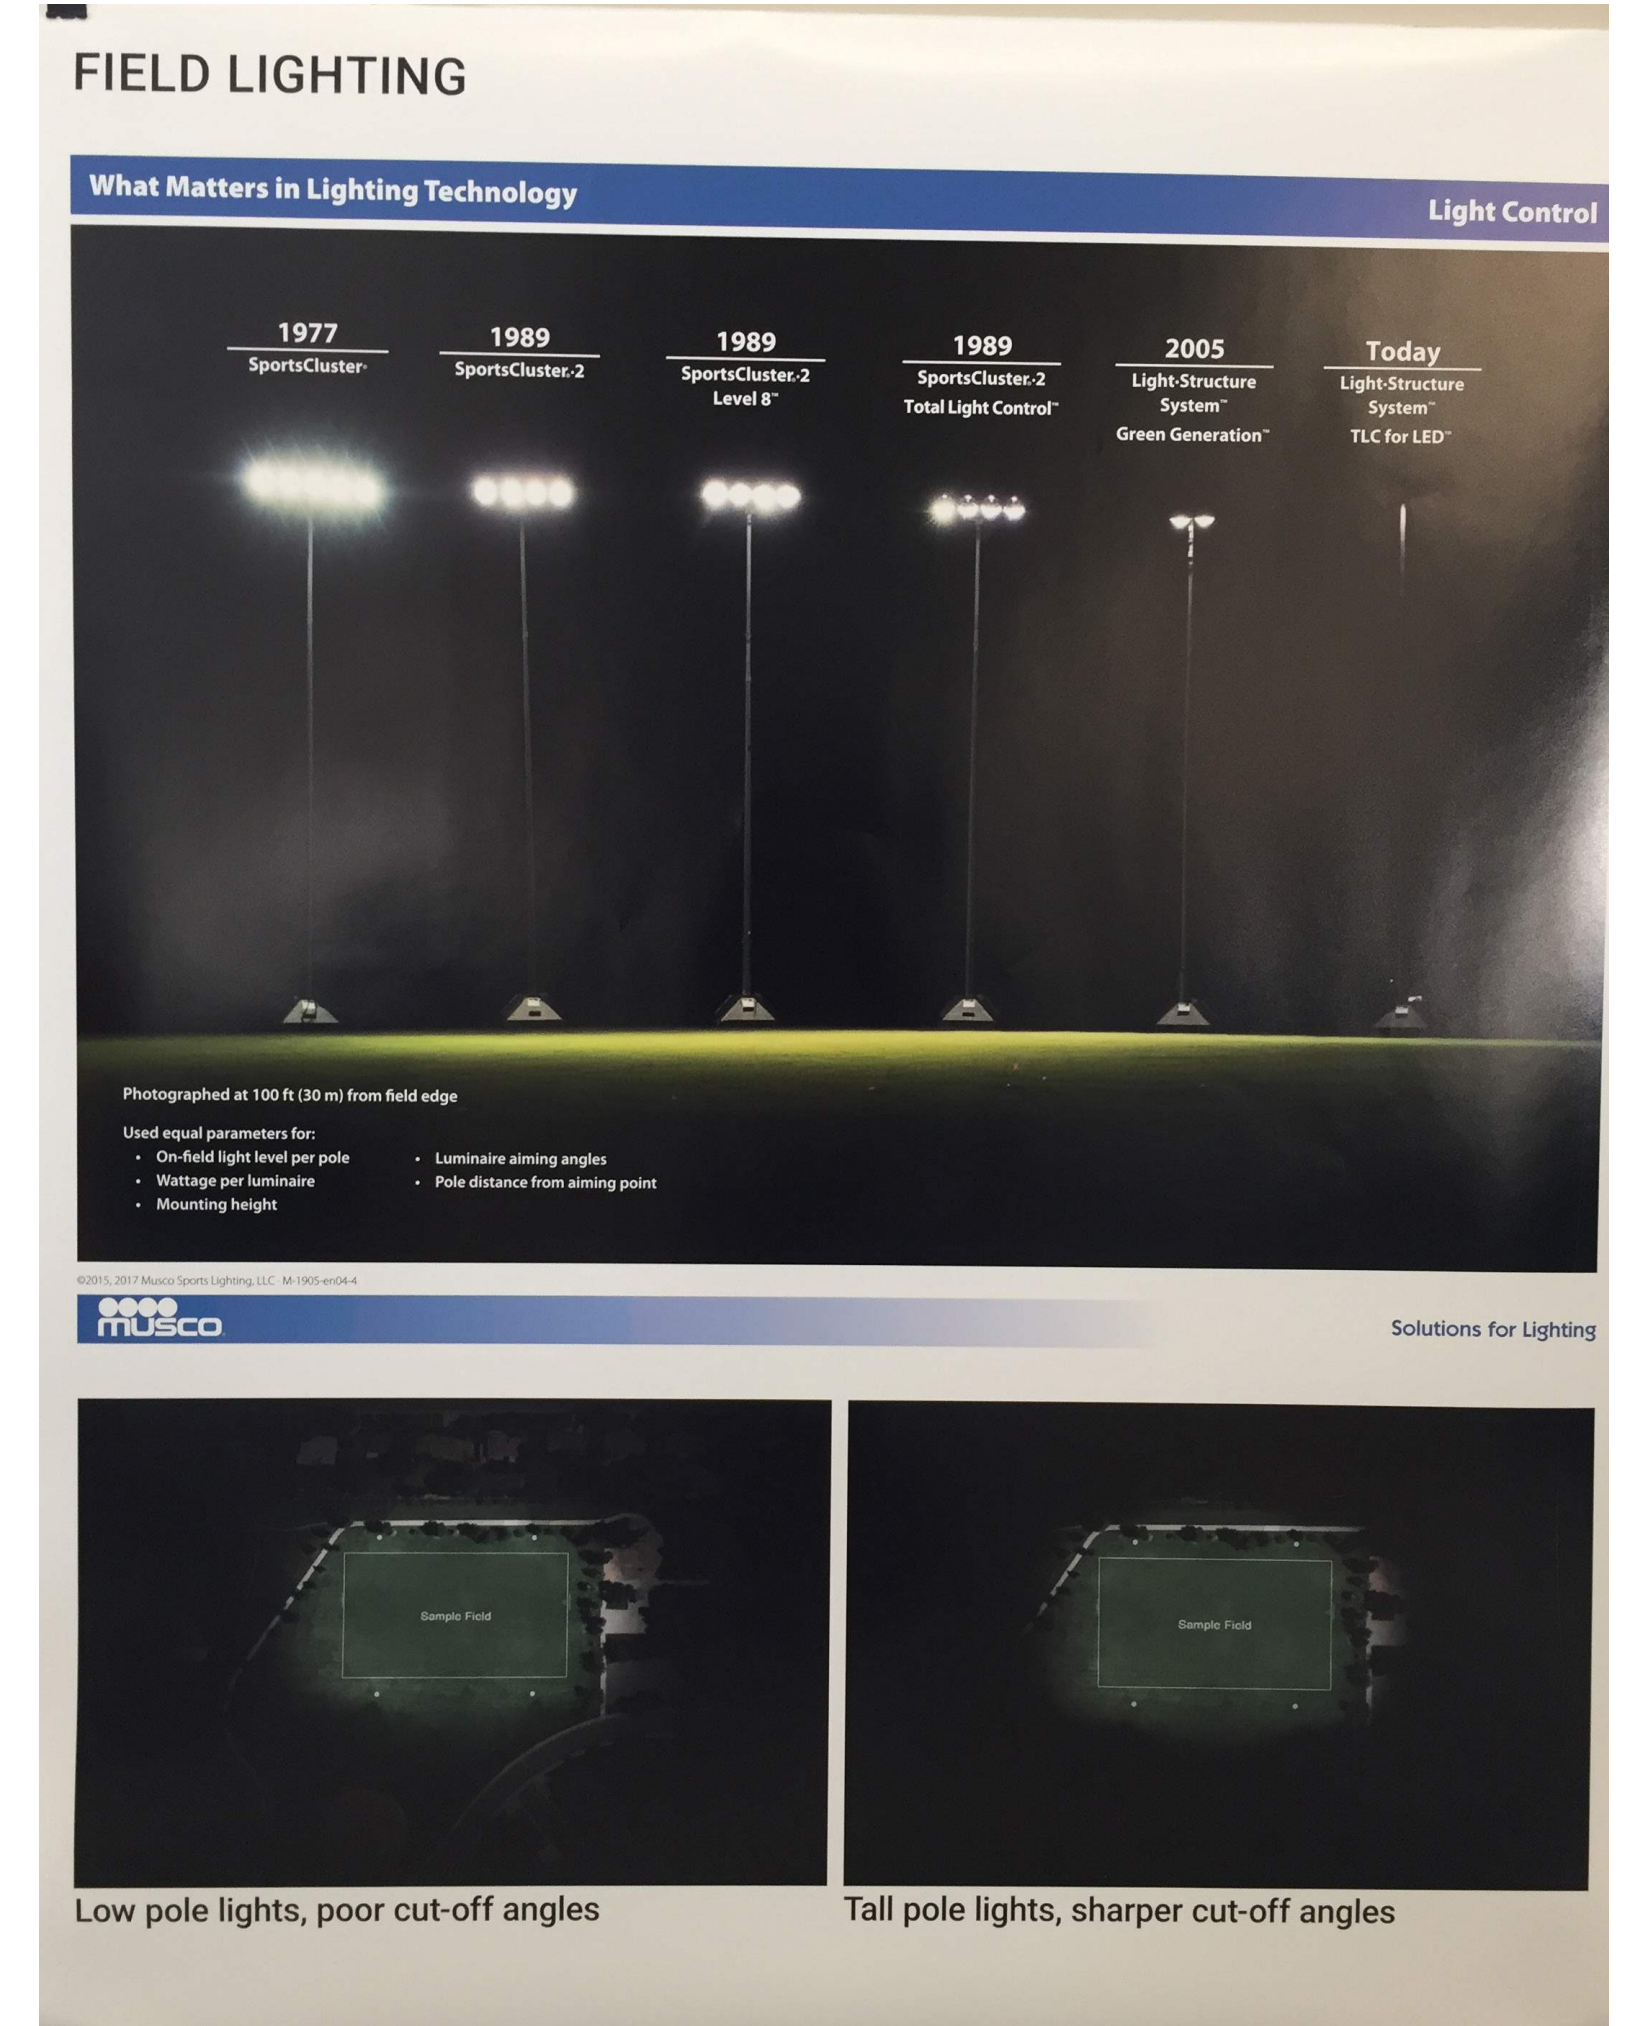 FIELD LIGHTING
What Matters in Lighting Technology
Light Control
1977
SportsCluster®
1989
SportsCluster®-2
1989
SportsCluster®-2
Level 8™
1989
SportsCluster®-2
Total Light Control™
2005
Light-Structure
System™
Green Generation™
Today
Light-Structure
System™
TLC for LED™
Photographed at 100 ft (30 m) from field edge
Used equal parameters for:
• On-field light level per pole
• Wattage per luminaire
• Mounting height
• Luminaire aiming angles
• Pole distance from aiming point
©2015, 2017 Musco Sports Lighting, LLC · M-1905-en04-4
musco®
Solutions for Lighting
Sample Field
Sample Field
Low pole lights, poor cut-off angles
Tall pole lights, sharper cut-off angles